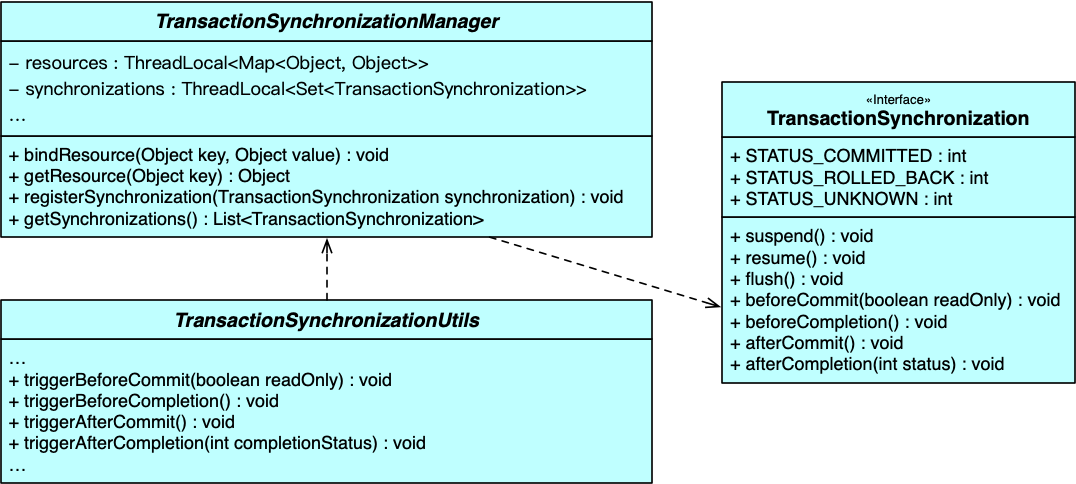 TransactionSynchronizationManager
– resources : ThreadLocal<Map<Object, Object>>
– synchronizations : ThreadLocal<Set<TransactionSynchronization>>
...
+ bindResource(Object key, Object value) : void
+ getResource(Object key) : Object
+ registerSynchronization(TransactionSynchronization synchronization) : void
+ getSynchronizations() : List<TransactionSynchronization>
«Interface»
TransactionSynchronization
+ STATUS_COMMITTED : int
+ STATUS_ROLLED_BACK : int
+ STATUS_UNKNOWN : int
+ suspend() : void
+ resume() : void
+ flush() : void
+ beforeCommit(boolean readOnly) : void
+ beforeCompletion() : void
+ afterCommit() : void
+ afterCompletion(int status) : void
TransactionSynchronizationUtils
...
+ triggerBeforeCommit(boolean readOnly) : void
+ triggerBeforeCompletion() : void
+ triggerAfterCommit() : void
+ triggerAfterCompletion(int completionStatus) : void
...